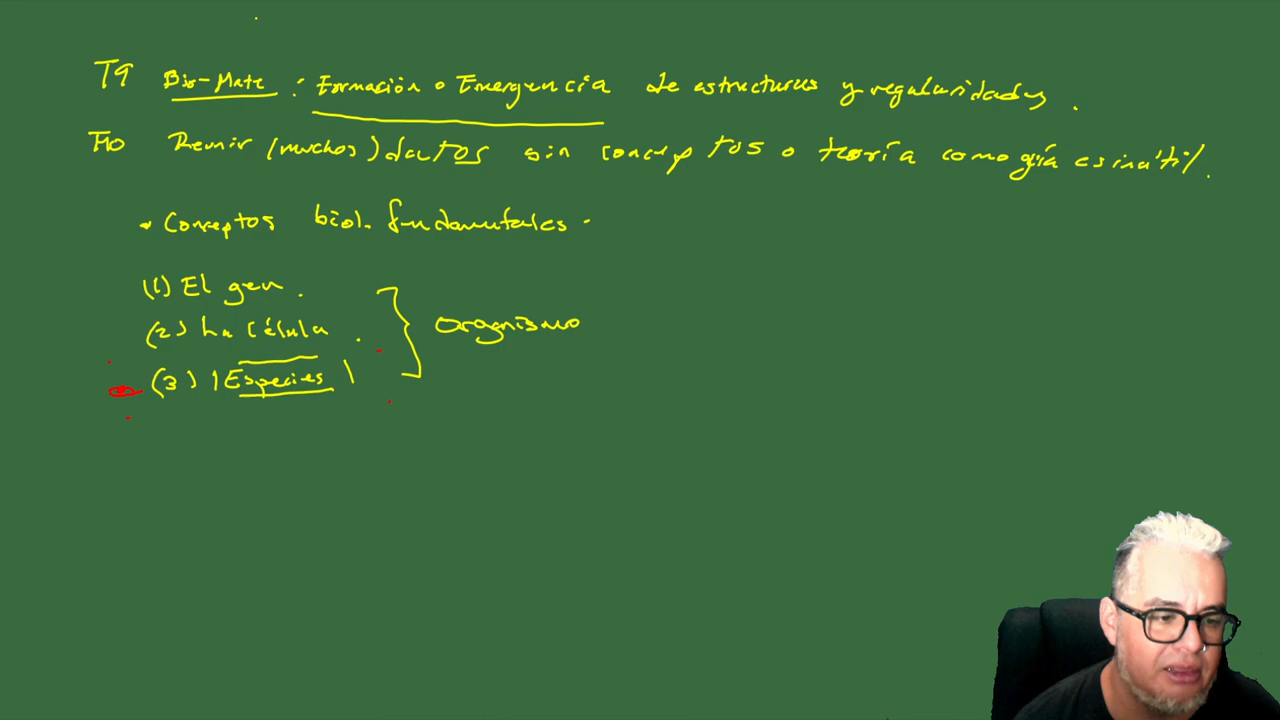 T9 Bio-Mate : Formación o Emergencia de estructuras y regularidades.
T10 Reunir (muchos) datos sin conceptos o teoría como guía es inútil.
• Conceptos biol. fundamentales.
(1) El gen.
(2) La Célula.
(3) |Especies|
Oragnismo